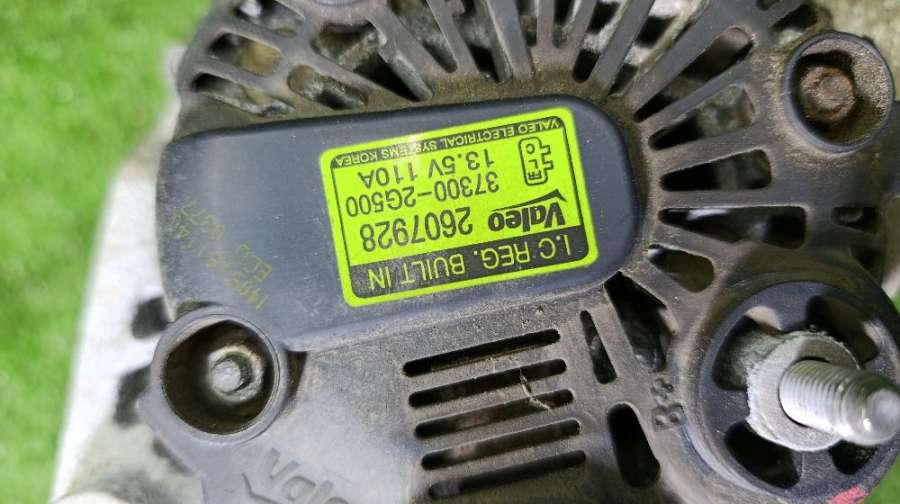 I.C REG. BUILT IN
Valeo 2607928
37300-2G500
13.5V 110A
VALEO ELECTRICAL SYSTEMS KOREA
B+